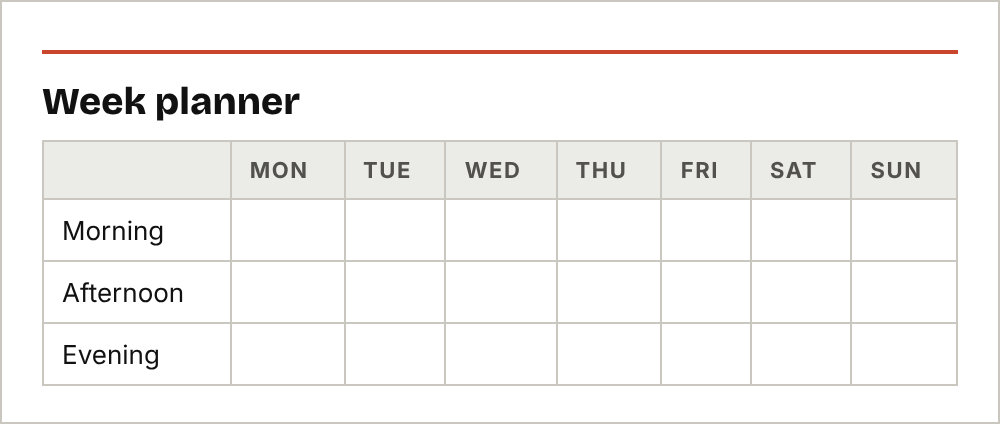 Week planner
MON TUE WED THU FRI SAT SUN
Morning
Afternoon
Evening